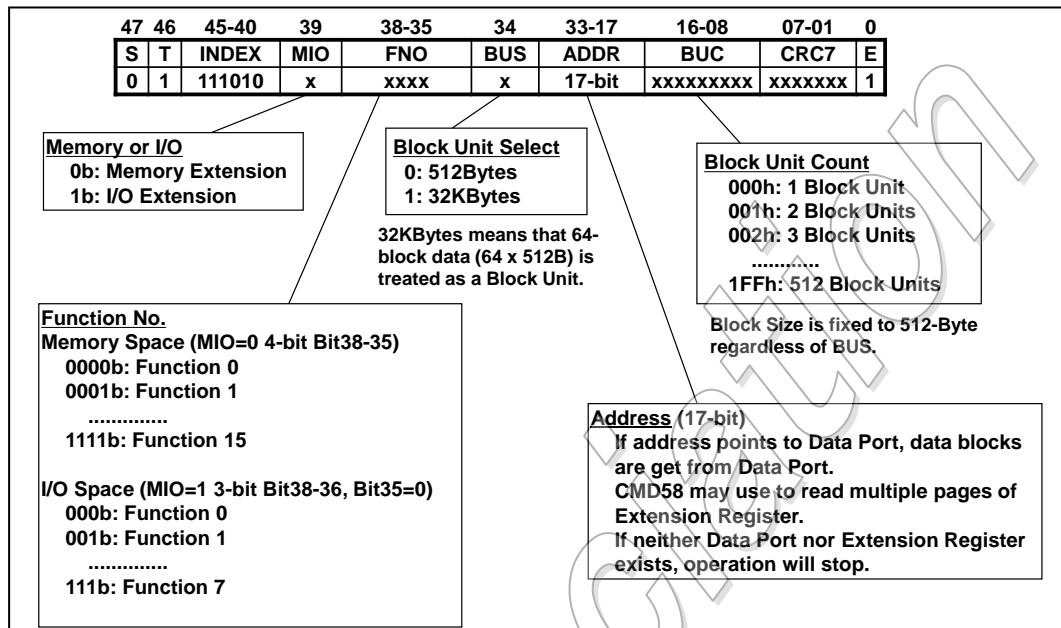 47 46 45-40 39 38-35 34 33-17 16-08 07-01 0
S T INDEX MIO FNO BUS ADDR BUC CRC7 E
0 1 111010 x xxxx x 17-bit xxxxxxxxx xxxxxxx 1
Memory or I/O
0b: Memory Extension
1b: I/O Extension
Block Unit Select
0: 512Bytes
1: 32KBytes
32KBytes means that 64-
block data (64 x 512B) is
treated as a Block Unit.
Block Unit Count
000h: 1 Block Unit
001h: 2 Block Units
002h: 3 Block Units
............
1FFh: 512 Block Units
Block Size is fixed to 512-Byte
regardless of BUS.
Function No.
Memory Space (MIO=0 4-bit Bit38-35)
0000b: Function 0
0001b: Function 1
..............
1111b: Function 15
I/O Space (MIO=1 3-bit Bit38-36, Bit35=0)
000b: Function 0
001b: Function 1
..............
111b: Function 7
Address (17-bit)
If address points to Data Port, data blocks
are get from Data Port.
CMD58 may use to read multiple pages of
Extension Register.
If neither Data Port nor Extension Register
exists, operation will stop.
ciation